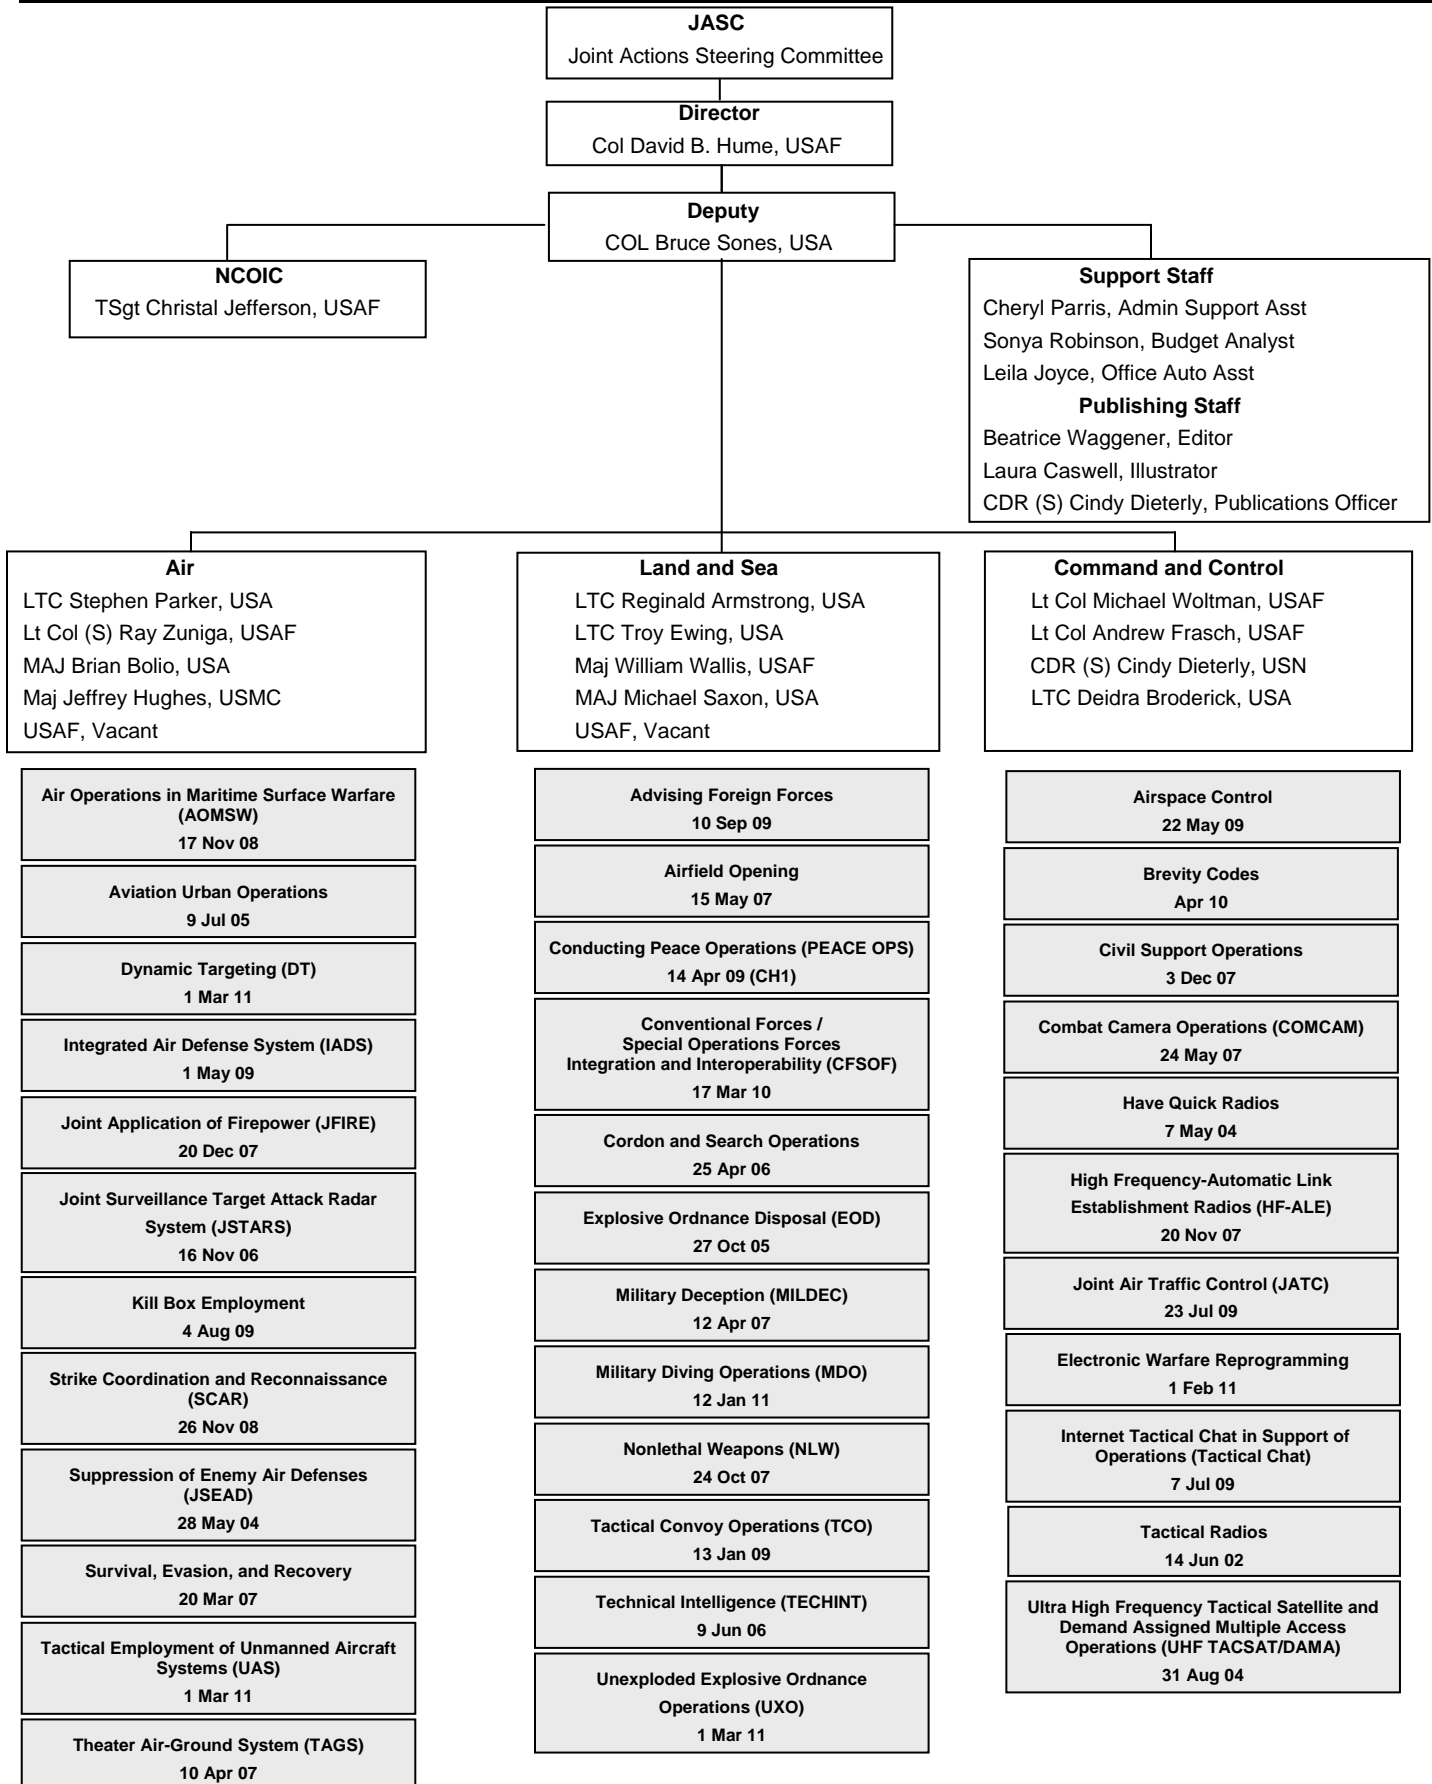 JASC
Joint Actions Steering Committee
Director
Col David B. Hume, USAF
Deputy
COL Bruce Sones, USA
NCOIC
TSgt Christal Jefferson, USAF
Support Staff
Cheryl Parris, Admin Support Asst
Sonya Robinson, Budget Analyst
Leila Joyce, Office Auto Asst
Publishing Staff
Beatrice Waggener, Editor
Laura Caswell, Illustrator
CDR (S) Cindy Dieterly, Publications Officer
Air
LTC Stephen Parker, USA
Lt Col (S) Ray Zuniga, USAF
MAJ Brian Bolio, USA
Maj Jeffrey Hughes, USMC
USAF, Vacant
Land and Sea
LTC Reginald Armstrong, USA
LTC Troy Ewing, USA
Maj William Wallis, USAF
MAJ Michael Saxon, USA
USAF, Vacant
Command and Control
Lt Col Michael Woltman, USAF
Lt Col Andrew Frasch, USAF
CDR (S) Cindy Dieterly, USN
LTC Deidra Broderick, USA
Air Operations in Maritime Surface Warfare
(AOMSW)
17 Nov 08
Aviation Urban Operations
9 Jul 05
Dynamic Targeting (DT)
1 Mar 11
Integrated Air Defense System (IADS)
1 May 09
Joint Application of Firepower (JFIRE)
20 Dec 07
Joint Surveillance Target Attack Radar
System (JSTARS)
16 Nov 06
Kill Box Employment
4 Aug 09
Strike Coordination and Reconnaissance
(SCAR)
26 Nov 08
Suppression of Enemy Air Defenses
(JSEAD)
28 May 04
Survival, Evasion, and Recovery
20 Mar 07
Tactical Employment of Unmanned Aircraft
Systems (UAS)
1 Mar 11
Theater Air-Ground System (TAGS)
10 Apr 07
Advising Foreign Forces
10 Sep 09
Airfield Opening
15 May 07
Conducting Peace Operations (PEACE OPS)
14 Apr 09 (CH1)
Conventional Forces /
Special Operations Forces
Integration and Interoperability (CFSOF)
17 Mar 10
Cordon and Search Operations
25 Apr 06
Explosive Ordnance Disposal (EOD)
27 Oct 05
Military Deception (MILDEC)
12 Apr 07
Military Diving Operations (MDO)
12 Jan 11
Nonlethal Weapons (NLW)
24 Oct 07
Tactical Convoy Operations (TCO)
13 Jan 09
Technical Intelligence (TECHINT)
9 Jun 06
Unexploded Explosive Ordnance
Operations (UXO)
1 Mar 11
Airspace Control
22 May 09
Brevity Codes
Apr 10
Civil Support Operations
3 Dec 07
Combat Camera Operations (COMCAM)
24 May 07
Have Quick Radios
7 May 04
High Frequency-Automatic Link
Establishment Radios (HF-ALE)
20 Nov 07
Joint Air Traffic Control (JATC)
23 Jul 09
Electronic Warfare Reprogramming
1 Feb 11
Internet Tactical Chat in Support of
Operations (Tactical Chat)
7 Jul 09
Tactical Radios
14 Jun 02
Ultra High Frequency Tactical Satellite and
Demand Assigned Multiple Access
Operations (UHF TACSAT/DAMA)
31 Aug 04